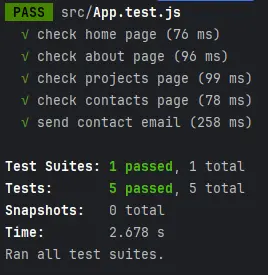 PASS src/App.test.js
√ check home page (76 ms)
√ check about page (96 ms)
√ check projects page (99 ms)
√ check contacts page (78 ms)
√ send contact email (258 ms)
Test Suites: 1 passed, 1 total
Tests: 5 passed, 5 total
Snapshots: 0 total
Time: 2.678 s
Ran all test suites.